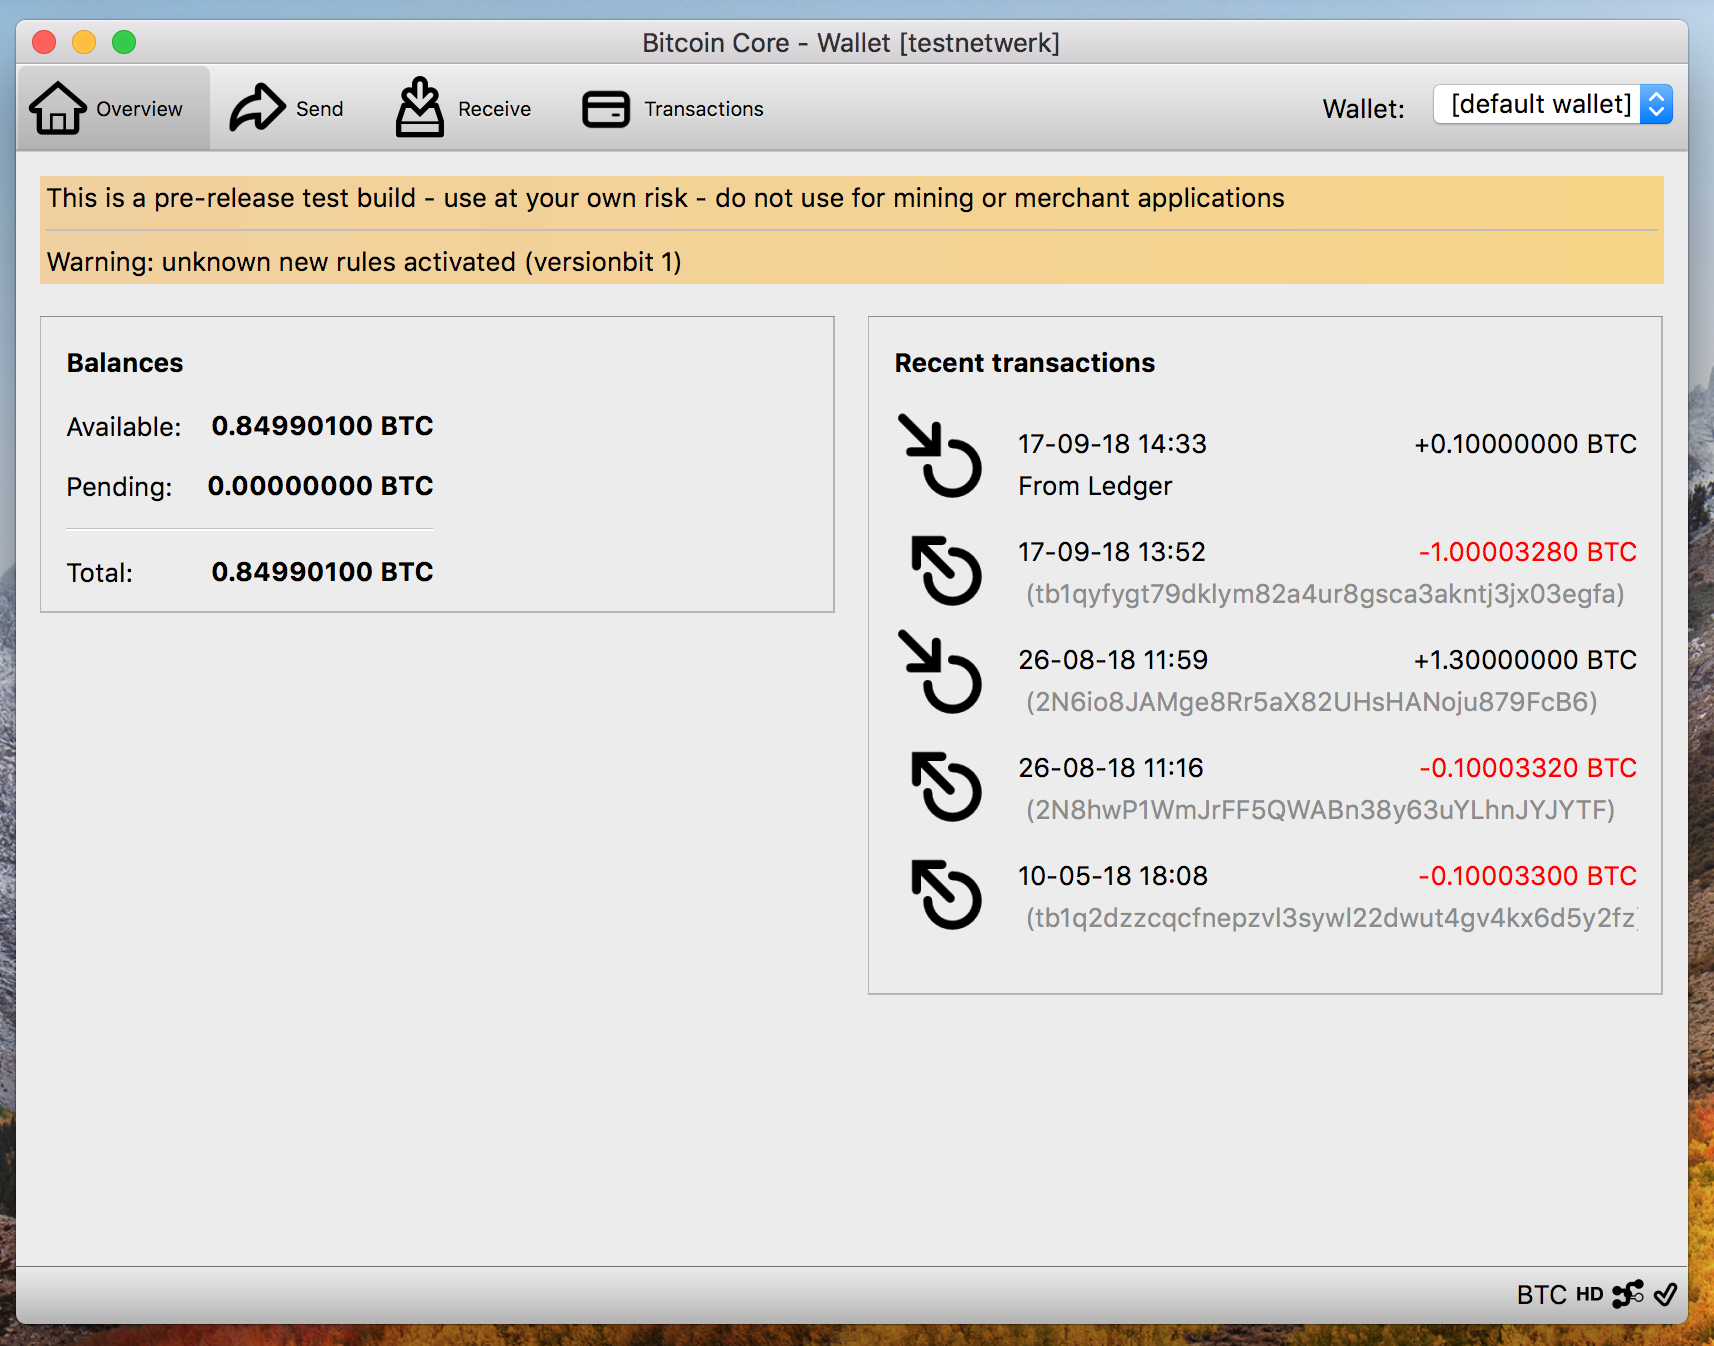 Bitcoin Core - Wallet [testnetwerk]
Overview Send Receive Transactions Wallet: [default wallet]
This is a pre-release test build - use at your own risk - do not use for mining or merchant applications
Warning: unknown new rules activated (versionbit 1)
Balances
Available: 0.84990100 BTC
Pending: 0.00000000 BTC
Total: 0.84990100 BTC
Recent transactions
17-09-18 14:33 +0.10000000 BTC
From Ledger
17-09-18 13:52 -1.00003280 BTC
(tb1qyfygt79dklym82a4ur8gsca3akntj3jx03egfa)
26-08-18 11:59 +1.30000000 BTC
(2N6io8JAMge8Rr5aX82UHsHANoju879FcB6)
26-08-18 11:16 -0.10003320 BTC
(2N8hwP1WmJrFF5QWABn38y63uYLhnJYJYTF)
10-05-18 18:08 -0.10003300 BTC
(tb1q2dzzcqcfnepzvl3sywl22dwut4gv4kx6d5y2fz)
BTC HD